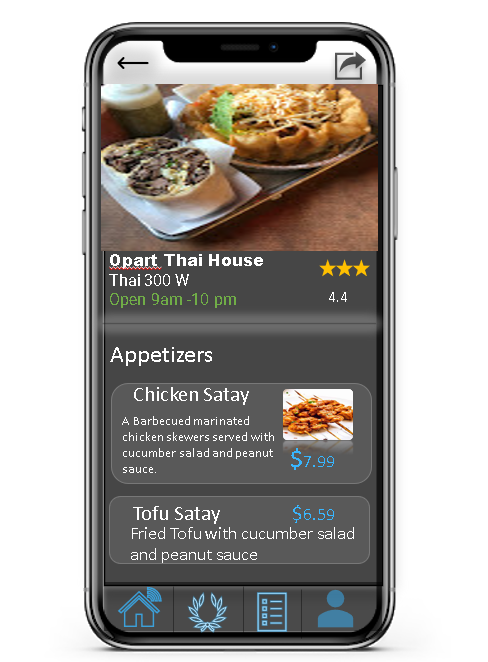 Opart Thai House
Thai 300 W
Open 9am -10 pm
4.4
Appetizers
Chicken Satay
A Barbecued marinated
chicken skewers served with
cucumber salad and peanut
sauce.
$7.99
Tofu Satay
$6.59
Fried Tofu with cucumber salad
and peanut sauce